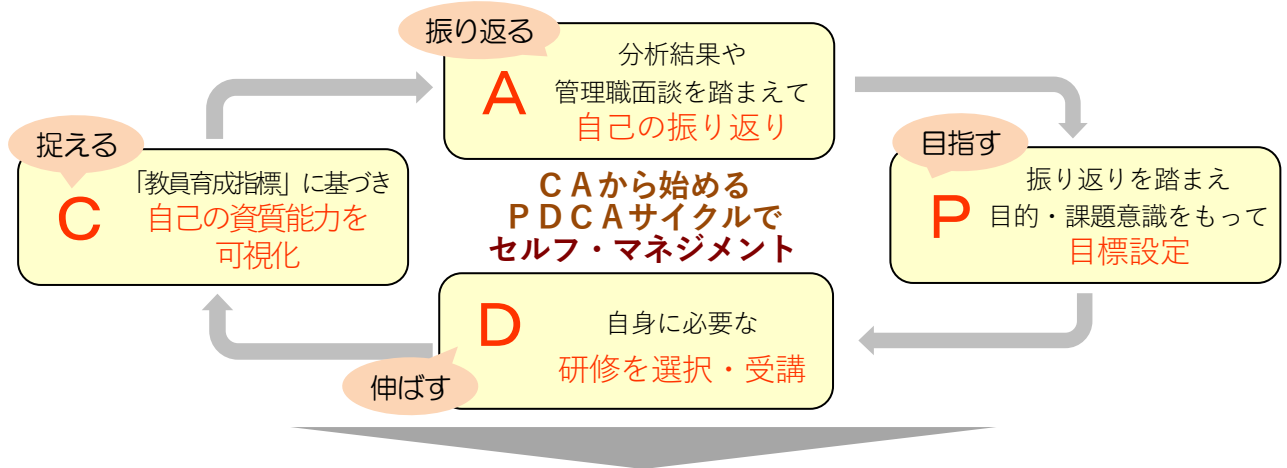 捉える
C
「教員育成指標」に基づき
自己の資質能力を
可視化
振り返る
A
分析結果や
管理職面談を踏まえて
自己の振り返り
目指す
P
振り返りを踏まえ
目的・課題意識をもって
目標設定
伸ばす
D
自身に必要な
研修を選択・受講
ＣＡから始める
ＰＤＣＡサイクルで
セルフ・マネジメント